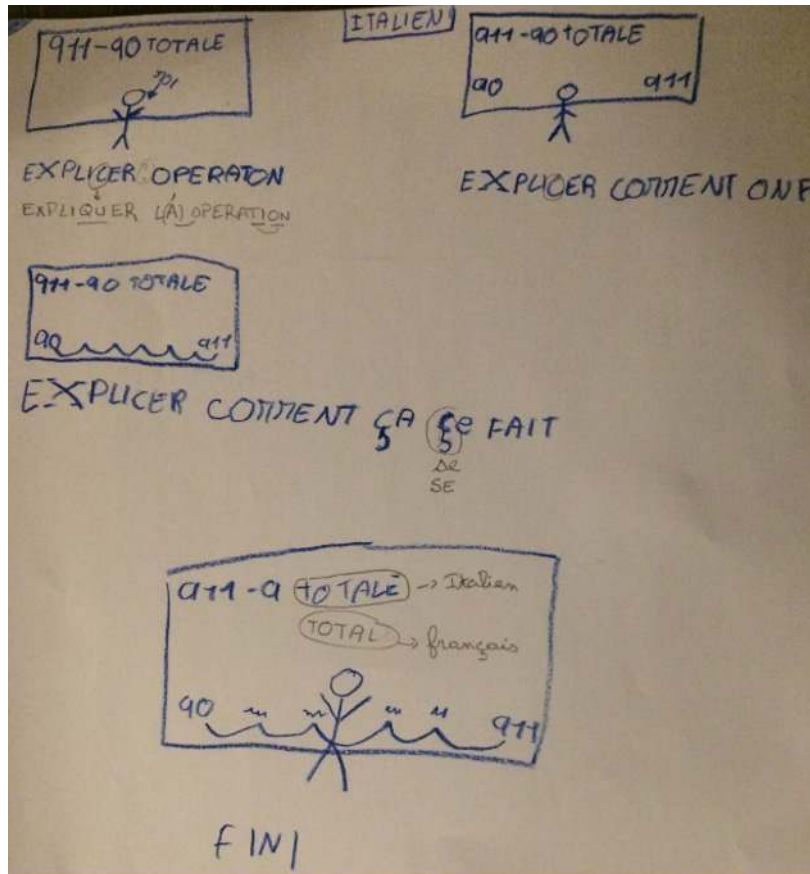 911-90 TOTALE
EXPLICER OPERATON
EXPLIQUER L(A) OPERATION
ITALIEN
911-90 TOTALE
90 911
EXPLICER COMMENT ON F
911-90 TOTALE
90 911
EXPLICER COMMENT ÇA Çe FAIT
se
SE
911-9 TOTALE → Italien
TOTAL → français
90 911
FINI